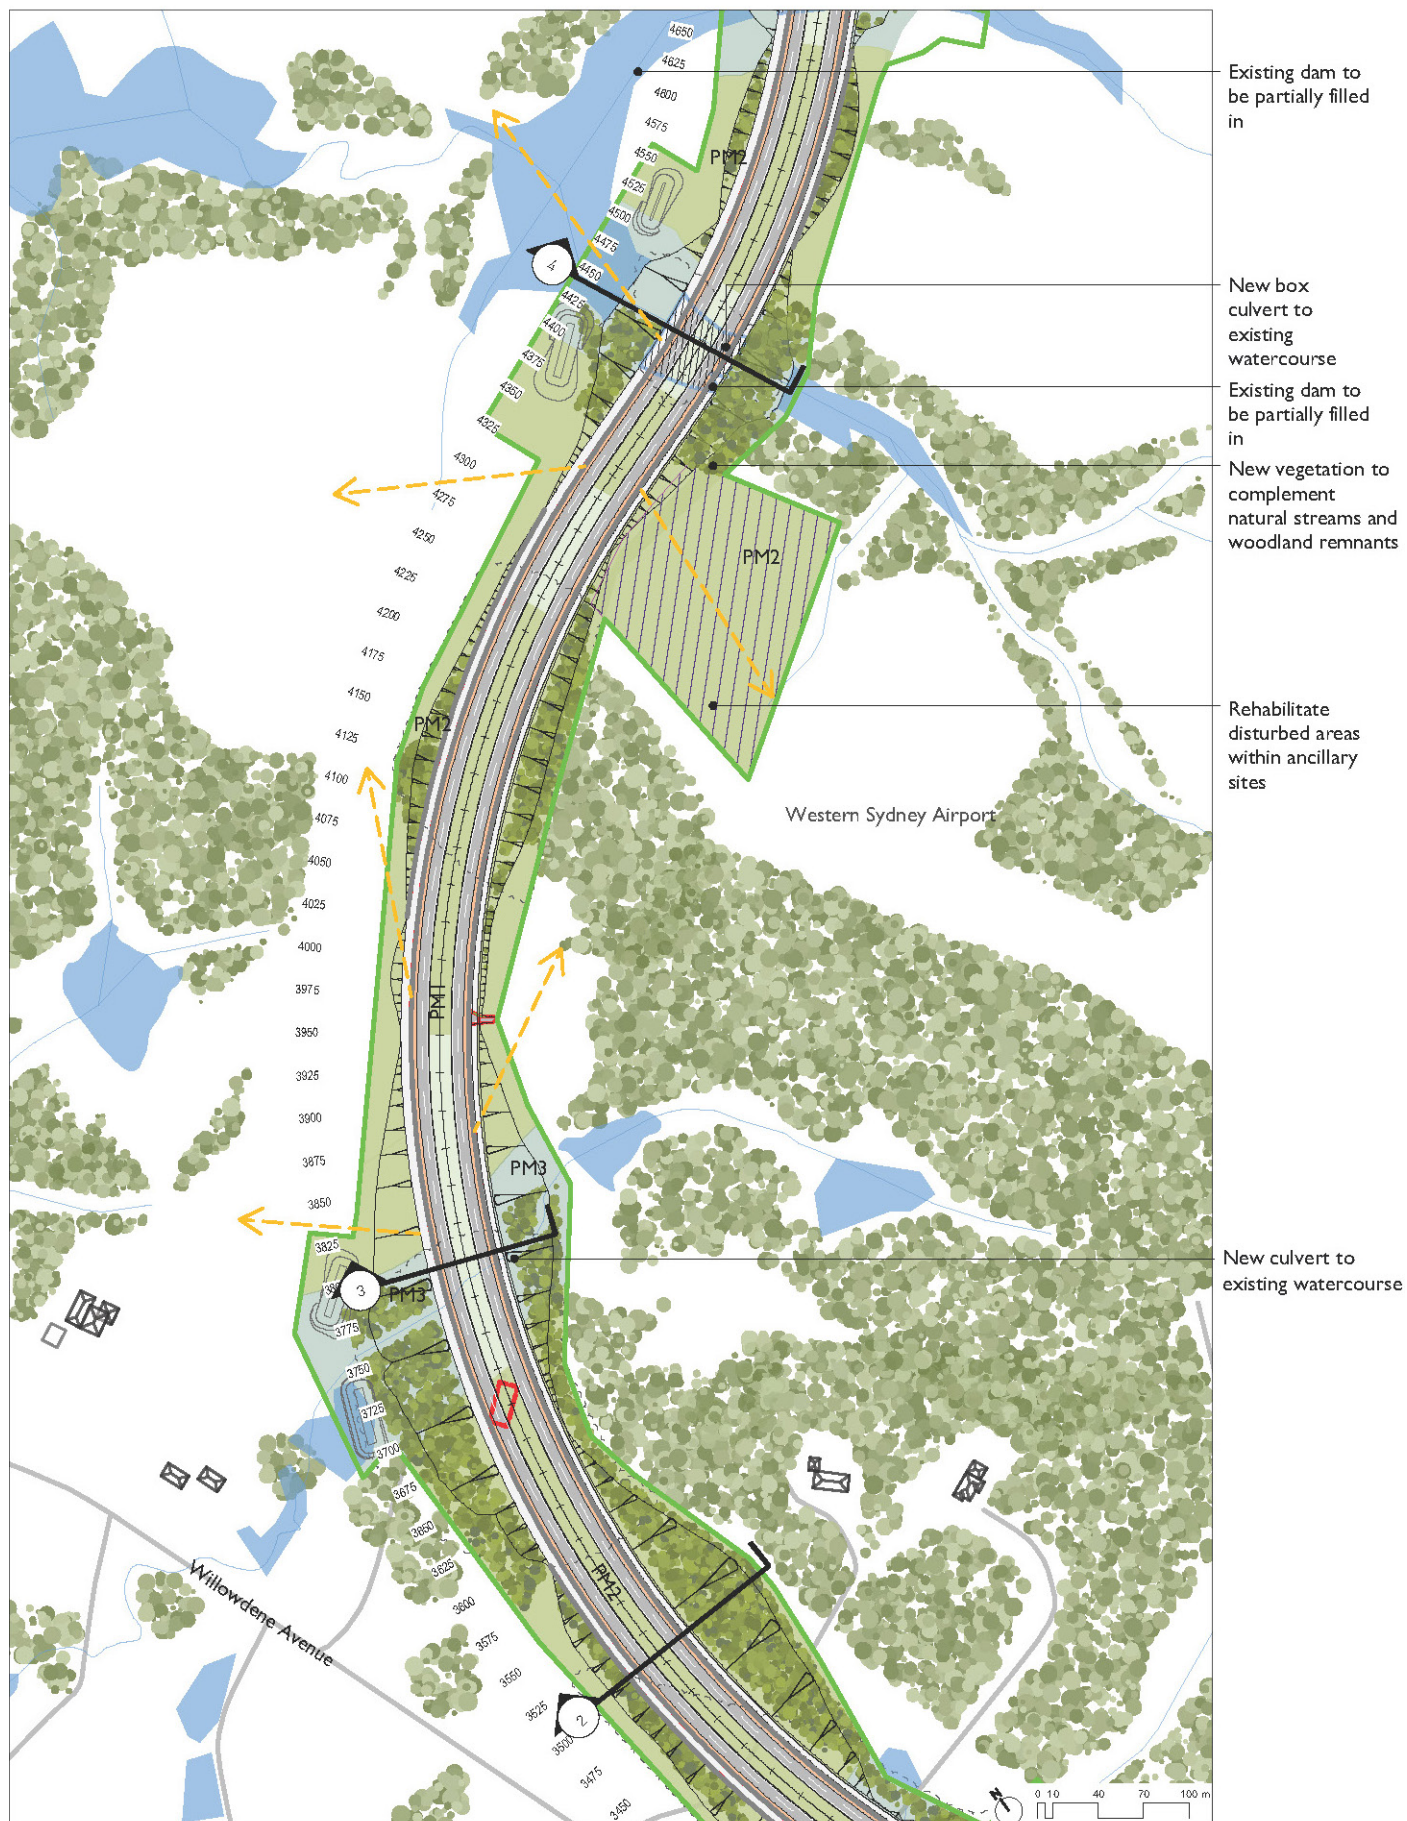 4650
4625
4600
4575
4550
4525
4500
4475
4450
4425
4400
4375
4350
4325
4300
4275
4250
4225
4200
4175
4150
4125
4100
4075
4050
4025
4000
3975
3950
3925
3900
3875
3850
3825
3775
3750
3725
3700
3675
3650
3625
3600
3575
3550
3525
3500
3475
3450
PM2
4
PM2
PM2
Western Sydney Airport
PM1
PM3
3
PM3
PM2
2
Willowdene Avenue
Existing dam to
be partially filled
in
New box
culvert to
existing
watercourse
Existing dam to
be partially filled
in
New vegetation to
complement
natural streams and
woodland remnants
Rehabilitate
disturbed areas
within ancillary
sites
New culvert to
existing watercourse
N
0 10 40 70 100 m